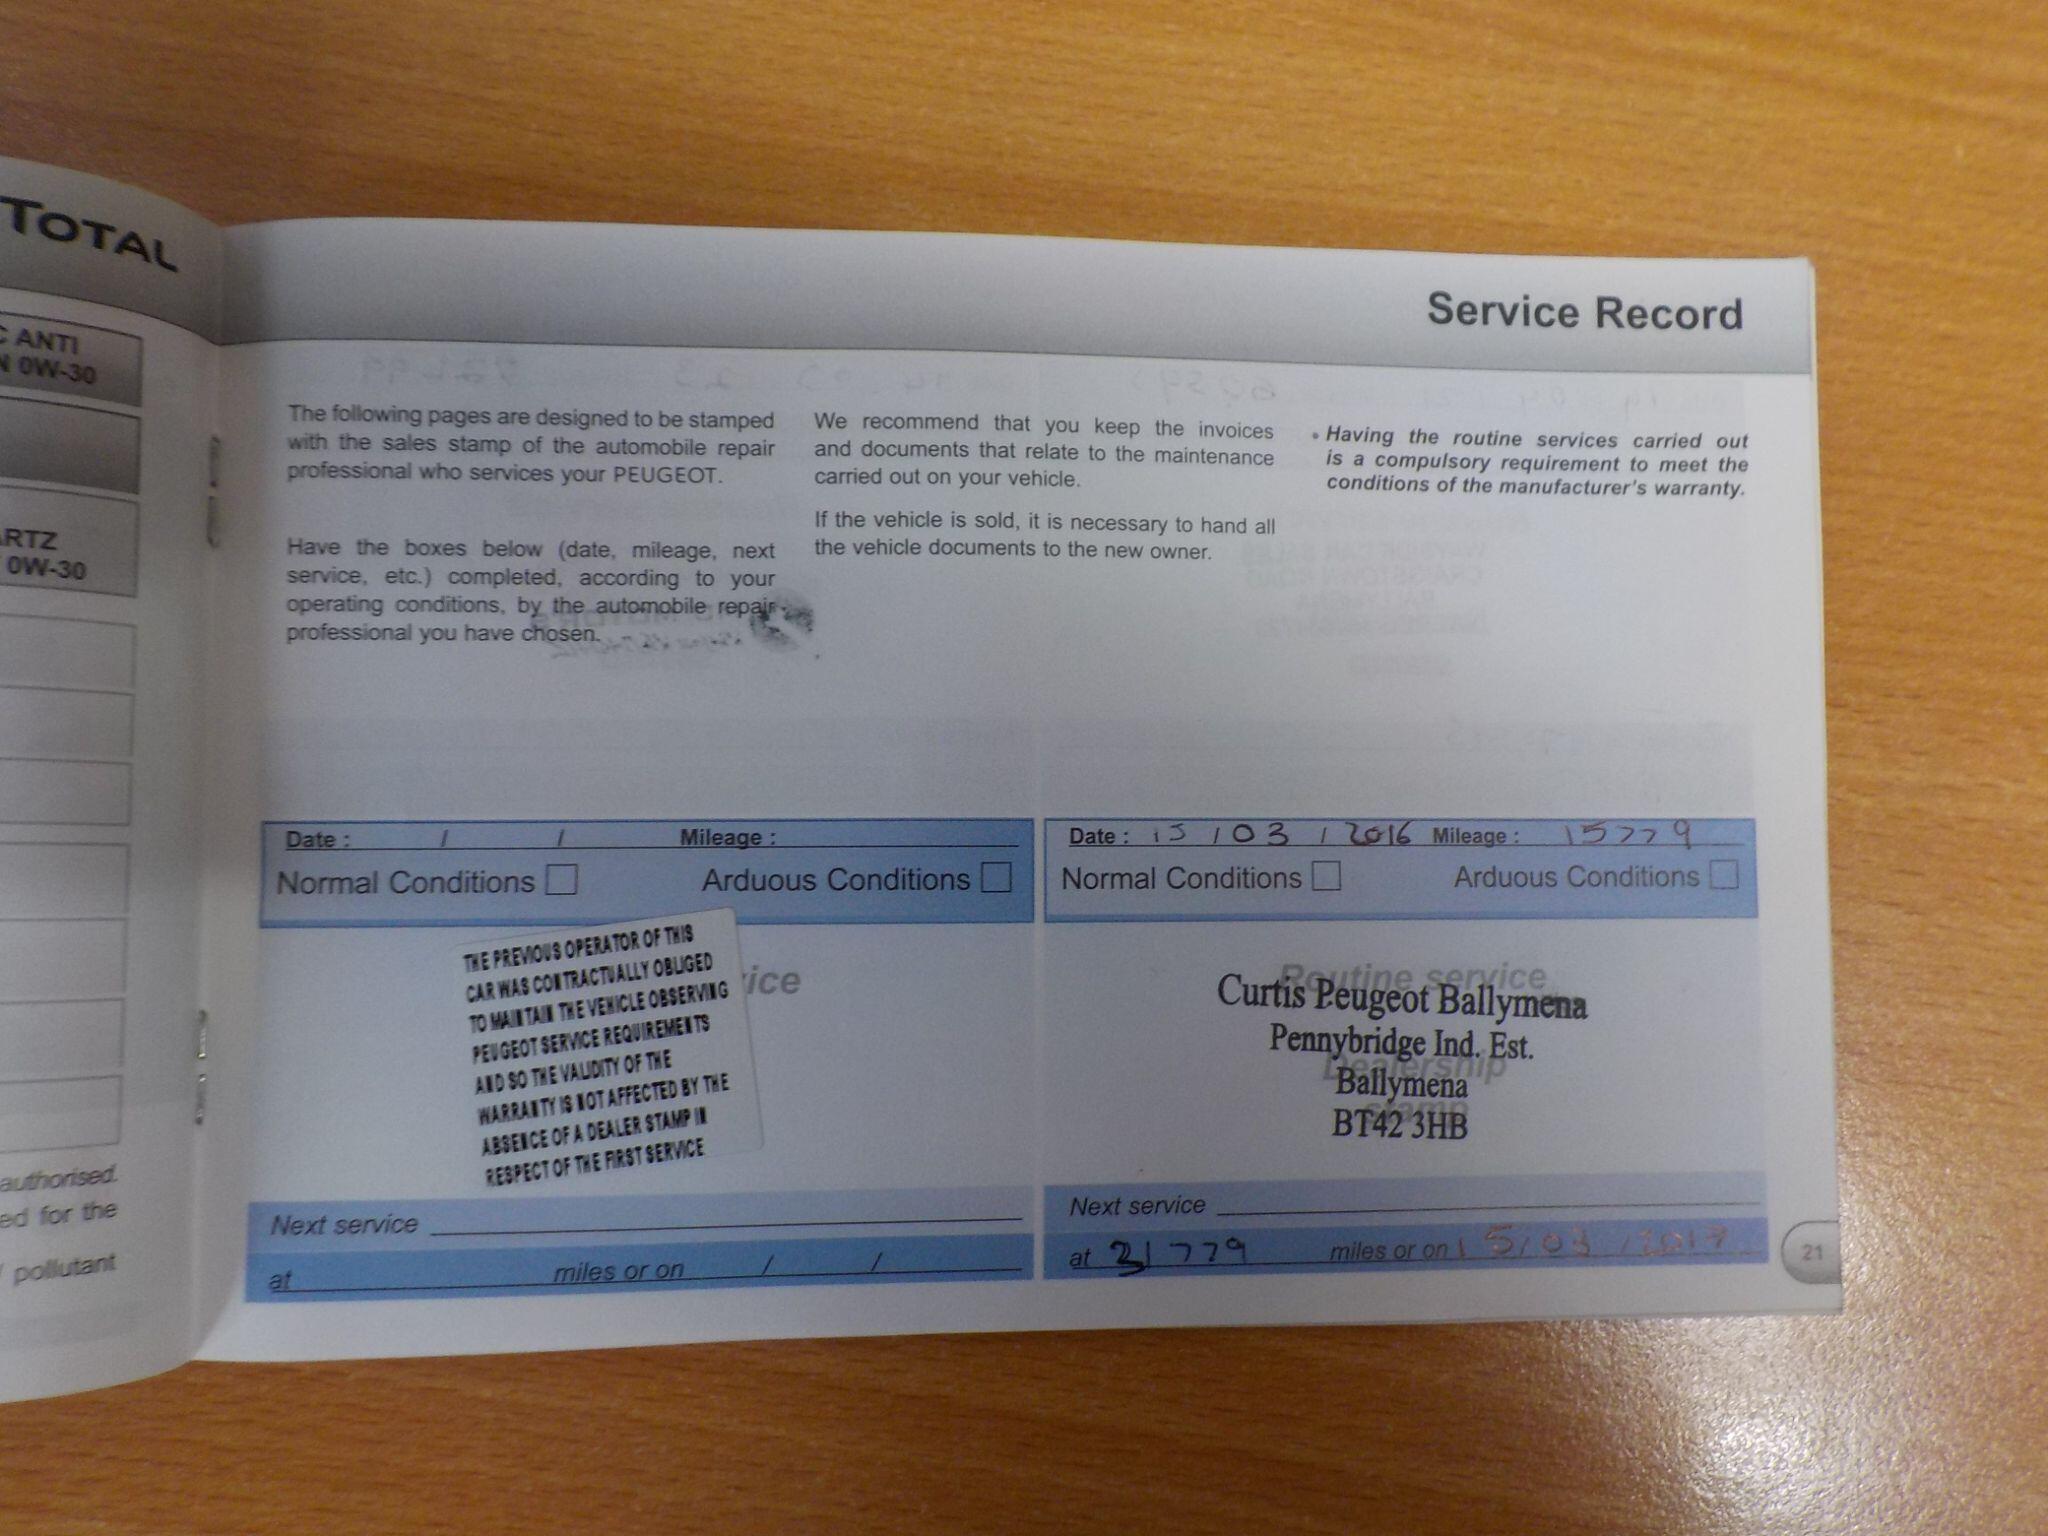 TOTAL
C ANTI
N 0W-30
ARTZ
0W-30
authorised.
ed for the
pollutant
Service Record
The following pages are designed to be stamped
with the sales stamp of the automobile repair
professional who services your PEUGEOT.
Have the boxes below (date, mileage, next
service, etc.) completed, according to your
operating conditions, by the automobile repair
professional you have chosen.
We recommend that you keep the invoices
and documents that relate to the maintenance
carried out on your vehicle.
If the vehicle is sold, it is necessary to hand all
the vehicle documents to the new owner.
• Having the routine services carried out
is a compulsory requirement to meet the
conditions of the manufacturer's warranty.
Date : / / Mileage :
Normal Conditions Arduous Conditions
THE PREVIOUS OPERATOR OF THIS
CAR WAS CONTRACTUALLY OBLIGED
TO MAINTAIN THE VEHICLE OBSERVING
PEUGEOT SERVICE REQUIREMENTS
AND SO THE VALIDITY OF THE
WARRANTY IS NOT AFFECTED BY THE
ABSENCE OF A DEALER STAMP IN
RESPECT OF THE FIRST SERVICE
ice
Next service
at miles or on / /
Date : 15 / 03 / 2016 Mileage : 15779
Normal Conditions Arduous Conditions
Routine service
Curtis Peugeot Ballymena
Pennybridge Ind. Est.
Dealership
Ballymena
stamp
BT42 3HB
Next service
at 31779 miles or on 15/03/2017
21